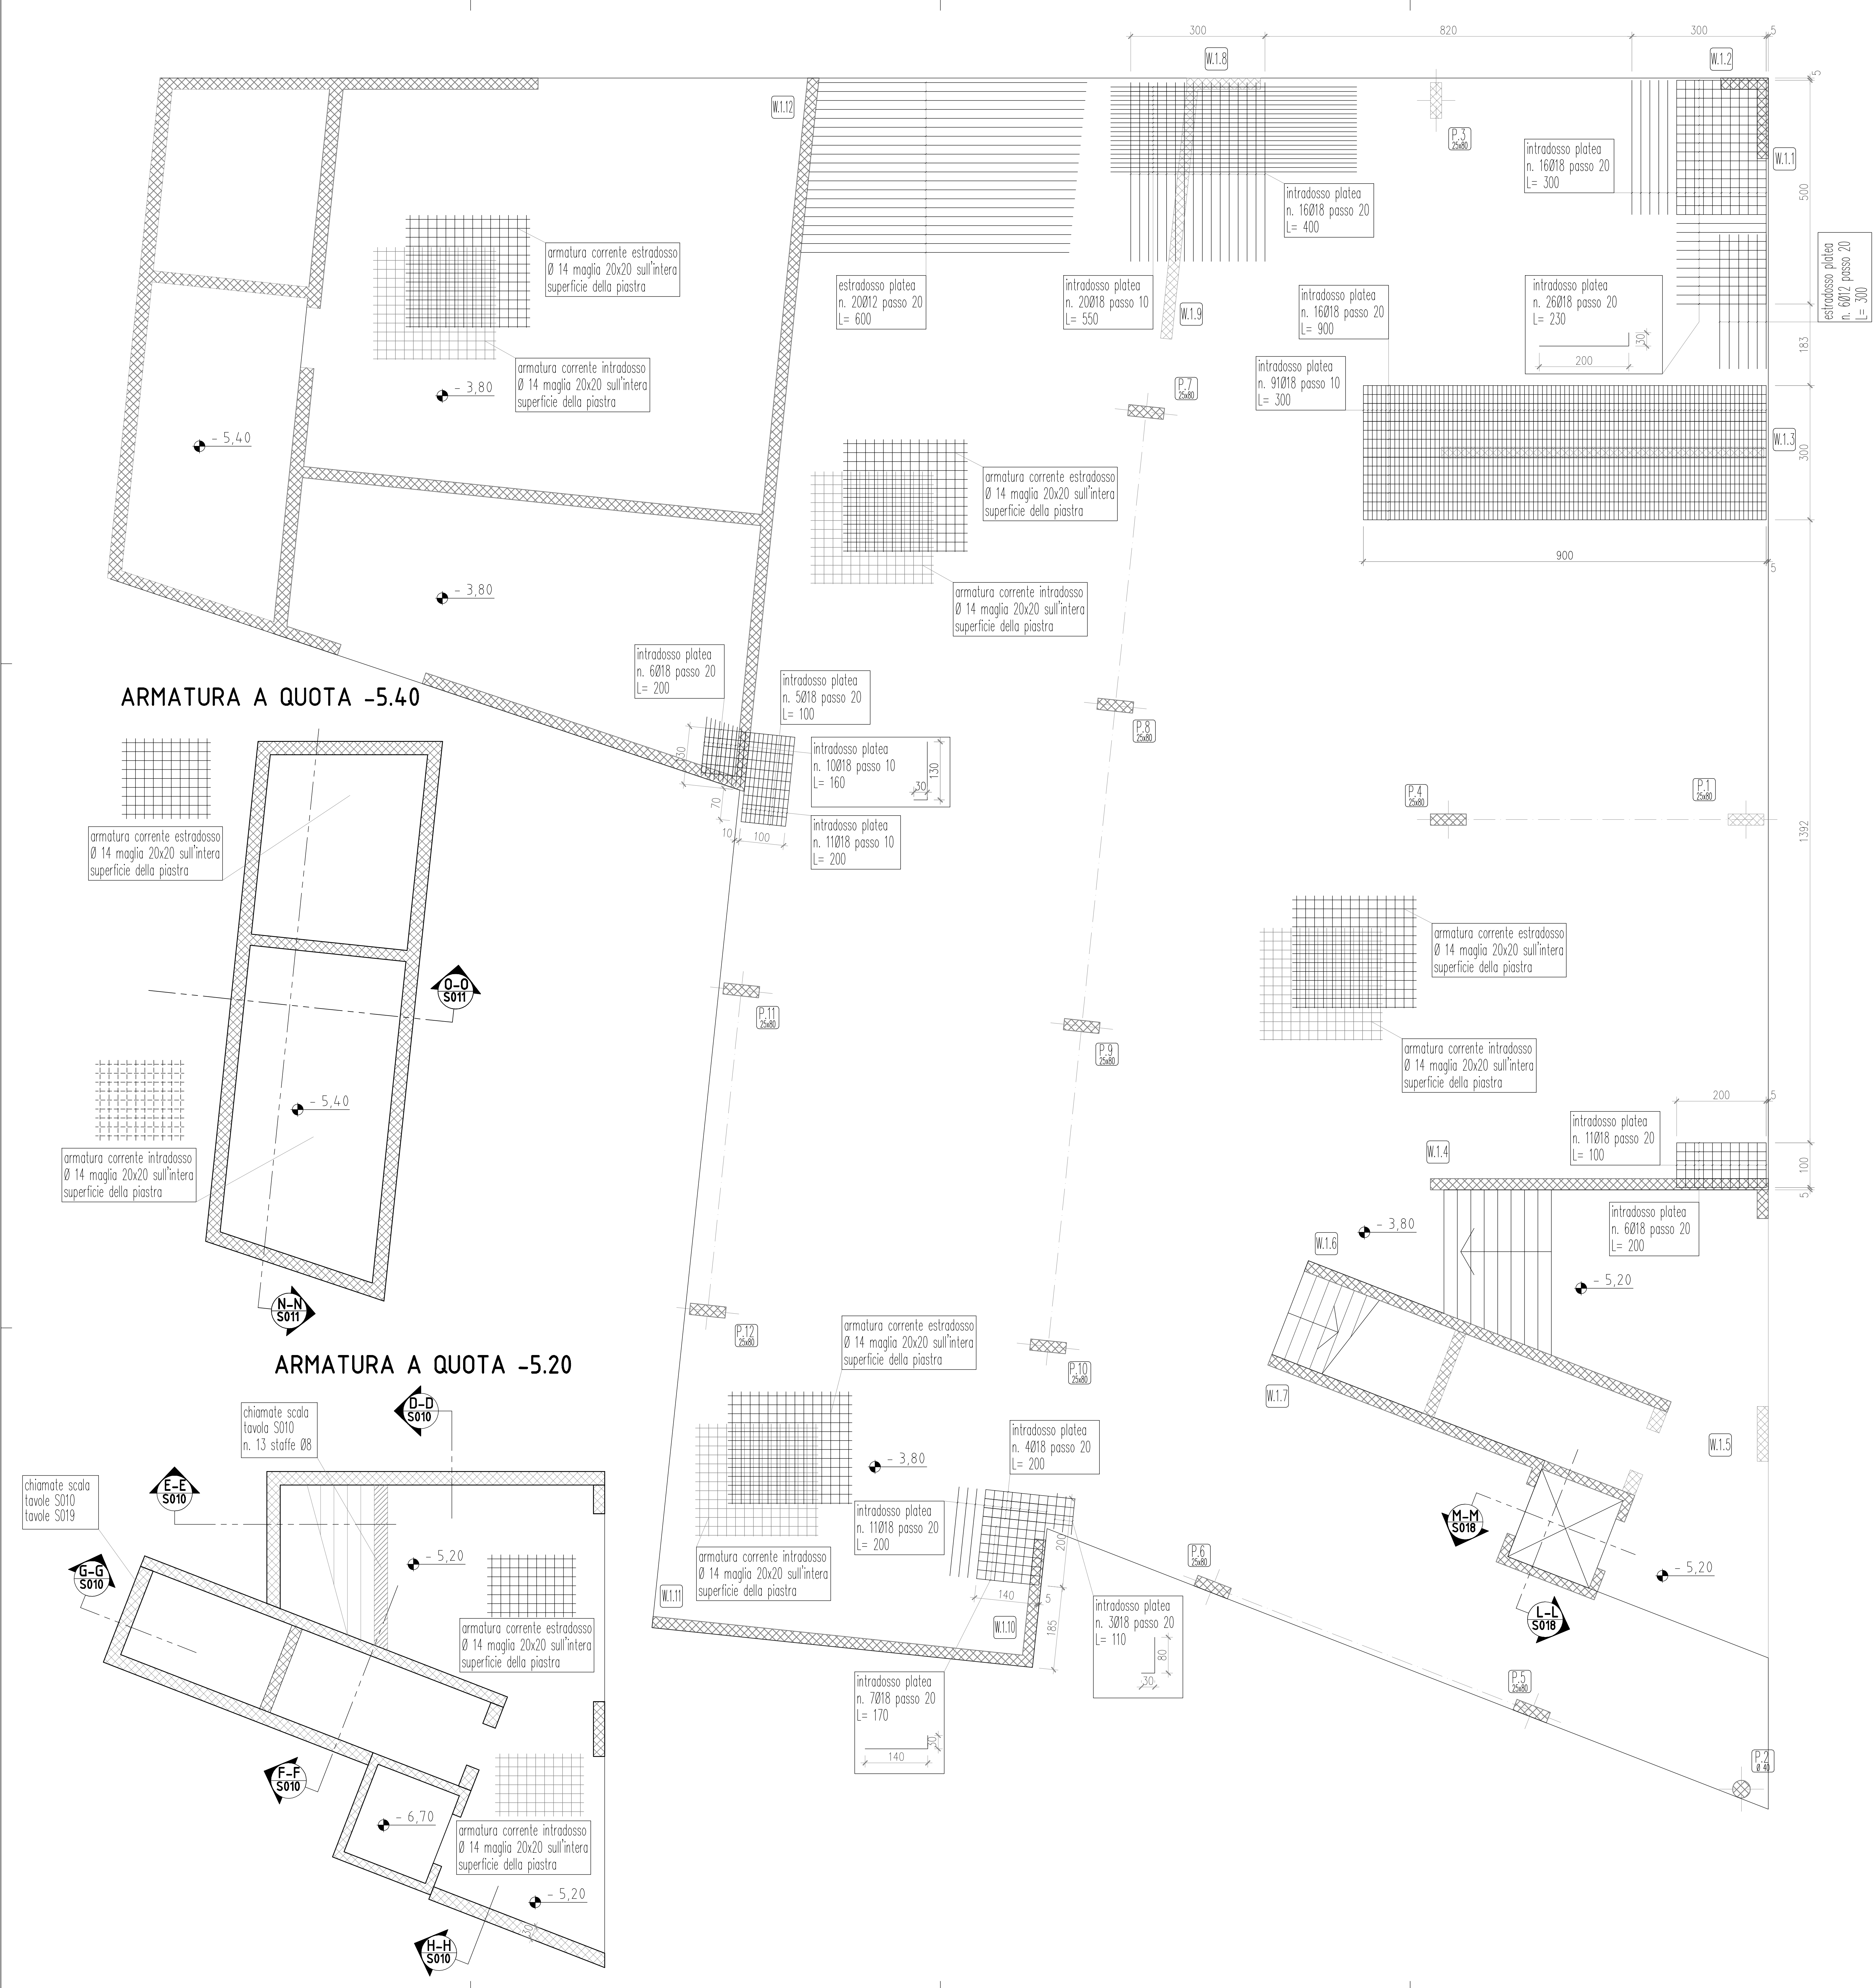 300
820
300
5
W.1.8
W.1.2
5
W.1.12
P.3
25x80
intradosso platea
n. 16Ø18 passo 20
L= 300
W.1.1
500
intradosso platea
n. 16Ø18 passo 20
L= 400
armatura corrente estradosso
Ø 14 maglia 20x20 sull'intera
superficie della piastra
estradosso platea
n. 20Ø12 passo 20
L= 600
intradosso platea
n. 20Ø18 passo 10
L= 550
W.1.9
intradosso platea
n. 16Ø18 passo 20
L= 900
intradosso platea
n. 26Ø18 passo 20
L= 230
30
200
estradosso platea
n. 6Ø12 passo 20
L= 300
183
armatura corrente intradosso
Ø 14 maglia 20x20 sull'intera
superficie della piastra
- 3,80
intradosso platea
n. 91Ø18 passo 10
L= 300
P.7
25x80
- 5,40
W.1.3
300
armatura corrente estradosso
Ø 14 maglia 20x20 sull'intera
superficie della piastra
900
5
- 3,80
armatura corrente intradosso
Ø 14 maglia 20x20 sull'intera
superficie della piastra
intradosso platea
n. 6Ø18 passo 20
L= 200
intradosso platea
n. 5Ø18 passo 20
L= 100
ARMATURA A QUOTA -5.40
P.8
25x80
intradosso platea
n. 10Ø18 passo 10
L= 160
30
130
70
10
100
P.4
25x80
P.1
25x80
intradosso platea
n. 11Ø18 passo 10
L= 200
1392
armatura corrente estradosso
Ø 14 maglia 20x20 sull'intera
superficie della piastra
armatura corrente estradosso
Ø 14 maglia 20x20 sull'intera
superficie della piastra
O-O
S011
P.11
25x80
P.9
25x80
armatura corrente intradosso
Ø 14 maglia 20x20 sull'intera
superficie della piastra
- 5,40
200
5
intradosso platea
n. 11Ø18 passo 20
L= 100
W.1.4
100
5
armatura corrente intradosso
Ø 14 maglia 20x20 sull'intera
superficie della piastra
intradosso platea
n. 6Ø18 passo 20
L= 200
- 3,80
W.1.6
- 5,20
N-N
S011
P.12
25x80
armatura corrente estradosso
Ø 14 maglia 20x20 sull'intera
superficie della piastra
P.10
25x80
ARMATURA A QUOTA -5.20
W.1.7
D-D
S010
chiamate scala
tavola S010
n. 13 staffe Ø8
intradosso platea
n. 4Ø18 passo 20
L= 200
W.1.5
- 3,80
chiamate scala
tavole S010
tavole S019
E-E
S010
intradosso platea
n. 11Ø18 passo 20
L= 200
M-M
S018
armatura corrente intradosso
Ø 14 maglia 20x20 sull'intera
superficie della piastra
200
P.6
25x80
- 5,20
G-G
S010
- 5,20
W.1.11
140
5
W.1.10
185
intradosso platea
n. 3Ø18 passo 20
L= 110
80
30
L-L
S018
armatura corrente estradosso
Ø 14 maglia 20x20 sull'intera
superficie della piastra
intradosso platea
n. 7Ø18 passo 20
L= 170
30
140
P.5
25x80
P.2
Ø 40
F-F
S010
- 6,70
armatura corrente intradosso
Ø 14 maglia 20x20 sull'intera
superficie della piastra
- 5,20
30
H-H
S010